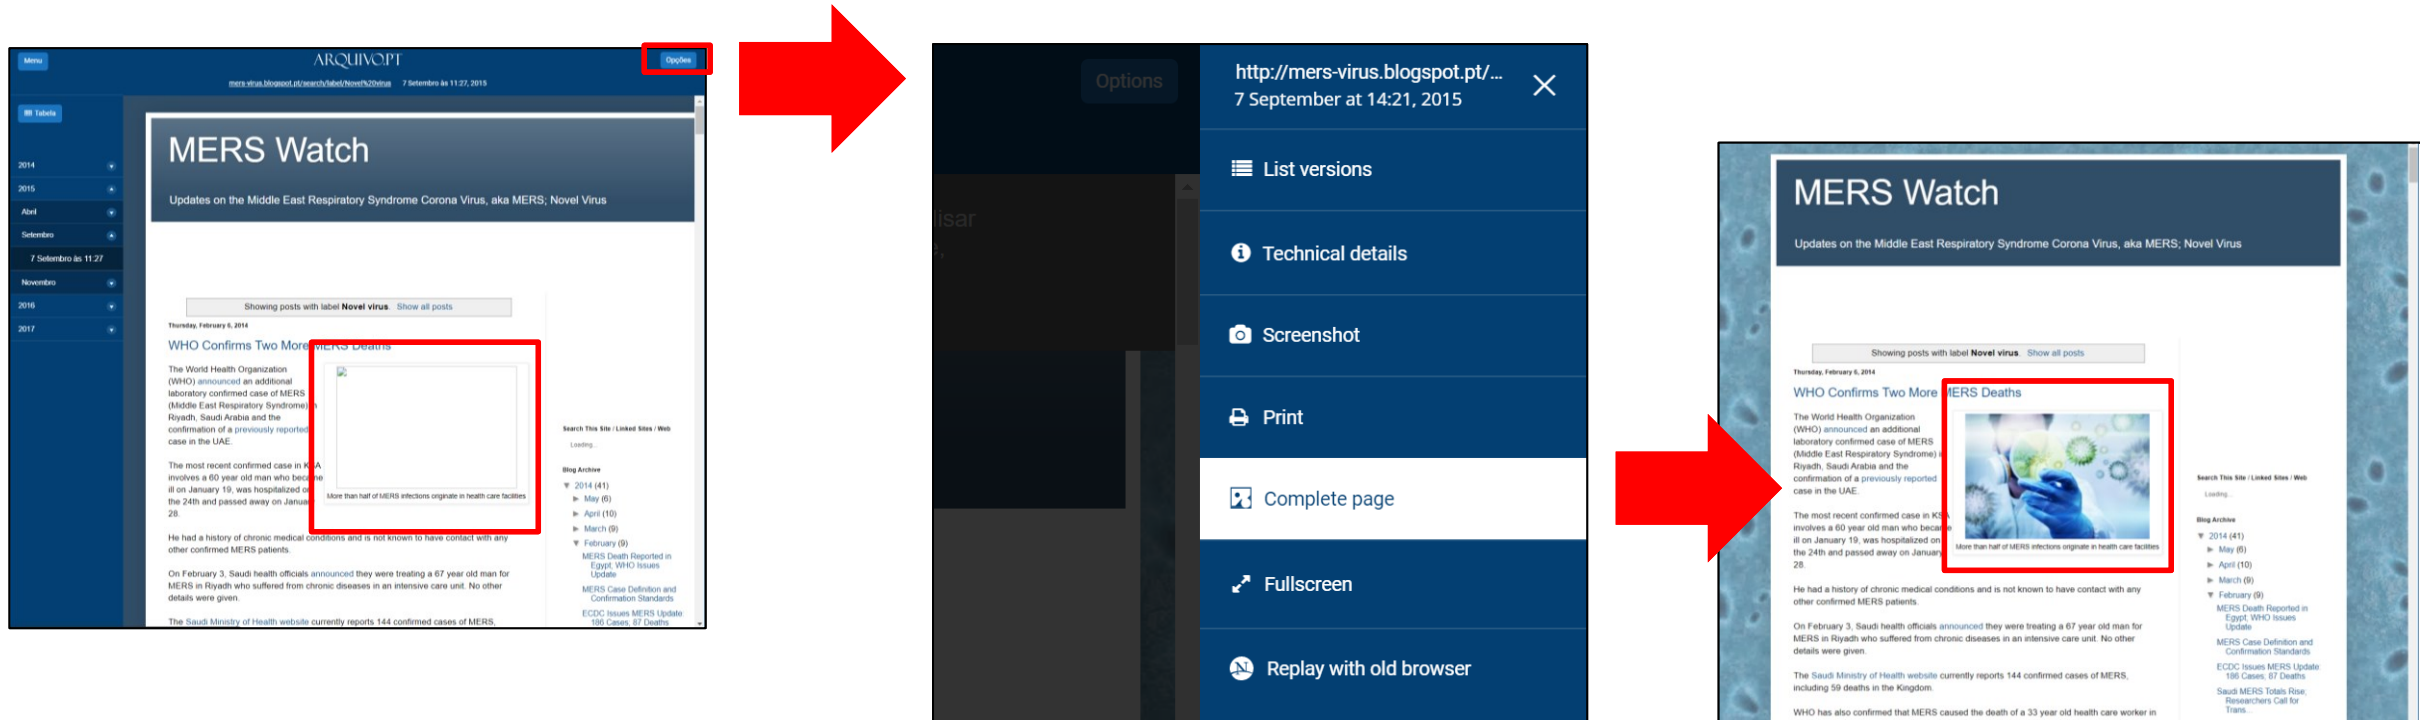 Menu
ARQUIVO.PT
Opções
mers-virus.blogspot.pt/search/label/Novel%20virus 7 Setembro às 11:27, 2015
Tabela
2014
2015
Abril
Setembro
7 Setembro às 11:27
Novembro
2016
2017
MERS Watch
Updates on the Middle East Respiratory Syndrome Corona Virus, aka MERS; Novel Virus
Showing posts with label Novel virus. Show all posts
Thursday, February 6, 2014
WHO Confirms Two More MERS Deaths
The World Health Organization
(WHO) announced an additional
laboratory confirmed case of MERS
(Middle East Respiratory Syndrome)
Riyadh, Saudi Arabia and the
confirmation of a previously reported
case in the UAE.
The most recent confirmed case in KSA
involves a 60 year old man who became
ill on January 19, was hospitalized on
the 24th and passed away on January
28.
More than half of MERS infections orginate in health care facilities
He had a history of chronic medical conditions and is not known to have contact with any
other confirmed MERS patients.
On February 3, Saudi health officials announced they were treating a 67 year old man for
MERS in Riyadh who suffered from chronic diseases in an intensive care unit. No other
details were given.
The Saudi Ministry of Health website currently reports 144 confirmed cases of MERS,
Search This Site / Linked Sites / Web
Loading...
Blog Archive
▼ 2014 (41)
► May (6)
► April (10)
► March (9)
▼ February (9)
MERS Death Reported in
Egypt; WHO Issues
Update
MERS Case Definition and
Confirmation Standards
ECDC Issues MERS Update:
186 Cases; 87 Deaths
Options
lisar
http://mers-virus.blogspot.pt/...
7 September at 14:21, 2015
List versions
Technical details
Screenshot
Print
Complete page
Fullscreen
Replay with old browser
MERS Watch
Updates on the Middle East Respiratory Syndrome Corona Virus, aka MERS; Novel Virus
Showing posts with label Novel virus. Show all posts
Thursday, February 6, 2014
WHO Confirms Two More MERS Deaths
The World Health Organization
(WHO) announced an additional
laboratory confirmed case of MERS
(Middle East Respiratory Syndrome) i
Riyadh, Saudi Arabia and the
confirmation of a previously reported
case in the UAE.
The most recent confirmed case in KSA
involves a 60 year old man who became
ill on January 19, was hospitalized on
the 24th and passed away on January
28.
More than half of MERS infections orginate in health care facilities
He had a history of chronic medical conditions and is not known to have contact with any
other confirmed MERS patients.
On February 3, Saudi health officials announced they were treating a 67 year old man for
MERS in Riyadh who suffered from chronic diseases in an intensive care unit. No other
details were given.
The Saudi Ministry of Health website currently reports 144 confirmed cases of MERS,
including 59 deaths in the Kingdom.
WHO has also confirmed that MERS caused the death of a 33 year old health care worker in
Search This Site / Linked Sites / Web
Loading...
Blog Archive
▼ 2014 (41)
► May (6)
► April (10)
► March (9)
▼ February (9)
MERS Death Reported in
Egypt; WHO Issues
Update
MERS Case Definition and
Confirmation Standards
ECDC Issues MERS Update:
186 Cases; 87 Deaths
Saudi MERS Totals Rise;
Researchers Call for
Trans...